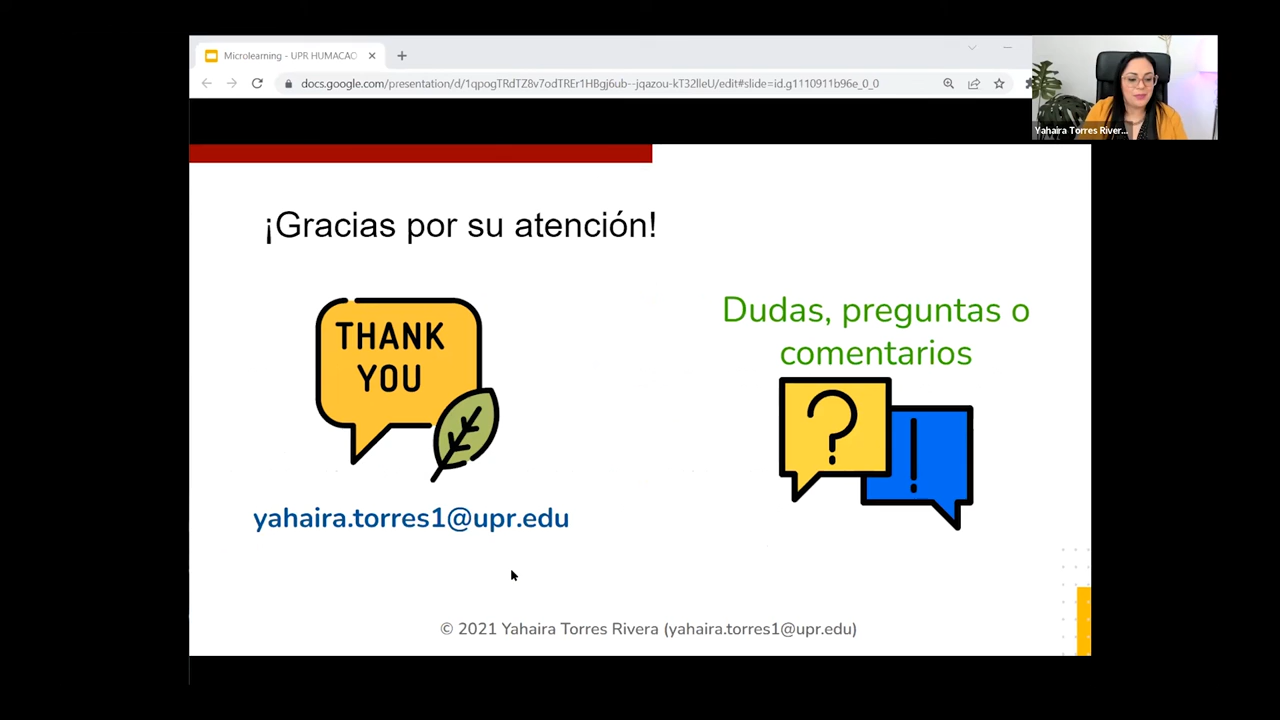 Microlearning - UPR HUMACAO
docs.google.com/presentation/d/1qpogTRdTZ8v7odTREr1HBgj6ub--jqazou-kT32lleU/edit#slide=id.g1110911b96e_0_0
Yahaira Torres River...
¡Gracias por su atención!
THANK
YOU
Dudas, preguntas o
comentarios
?
!
yahaira.torres1@upr.edu
© 2021 Yahaira Torres Rivera (yahaira.torres1@upr.edu)